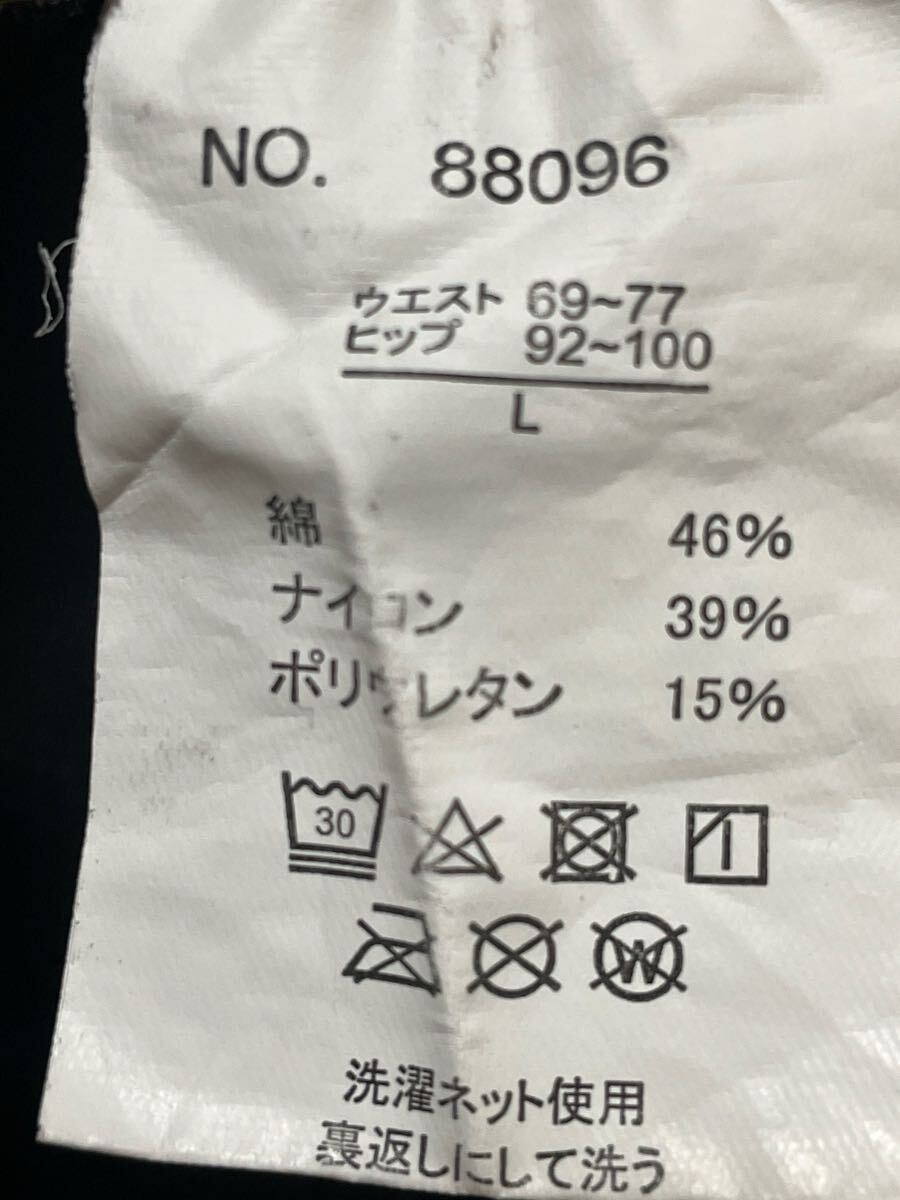 NO. 88096
ウエスト 69~77
ヒップ 92~100
L
綿 46%
ナイロン 39%
ポリウレタン 15%
30
W
洗濯ネット使用
裏返しにして洗う